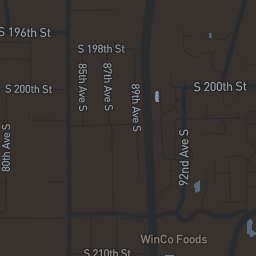 S 196th St
S 198th St
S 200th St
S 200th St
85th Ave S
87th Ave S
89th Ave S
80th Ave S
92nd Ave S
WinCo Foods
S 210th St